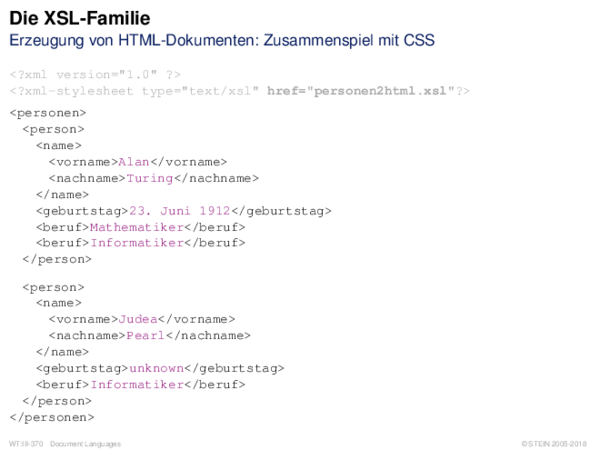 Die XSL-Familie
Erzeugung von HTML-Dokumenten: Zusammenspiel mit CSS
<?xml version="1.0" ?>
<?xml-stylesheet type="text/xsl" href="personen2html.xsl"?>
<personen>
<person>
<name>
<vorname>Alan</vorname>
<nachname>Turing</nachname>
</name>
<geburtstag>23. Juni 1912</geburtstag>
<beruf>Mathematiker</beruf>
<beruf>Informatiker</beruf>
</person>
<person>
<name>
<vorname>Judea</vorname>
<nachname>Pearl</nachname>
</name>
<geburtstag>unknown</geburtstag>
<beruf>Informatiker</beruf>
</person>
</personen>
WT:III-370 Document Languages
© STEIN 2005-2018